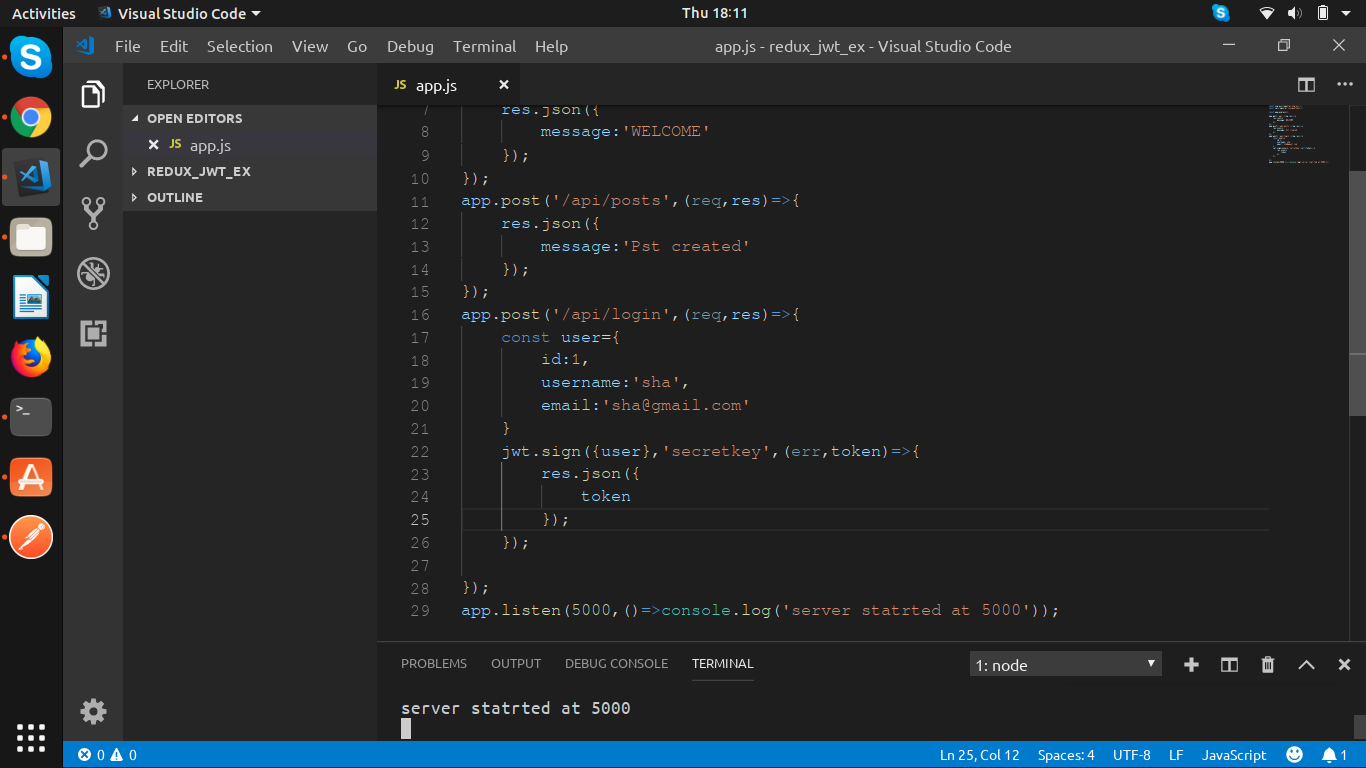 Activities Visual Studio Code Thu 18:11
File Edit Selection View Go Debug Terminal Help app.js - redux_jwt_ex - Visual Studio Code
EXPLORER
OPEN EDITORS
JS app.js
REDUX_JWT_EX
OUTLINE
JS app.js
7 res.json({
8 message:'WELCOME'
9 });
10 });
11 app.post('/api/posts',(req,res)=>{
12 res.json({
13 message:'Pst created'
14 });
15 });
16 app.post('/api/login',(req,res)=>{
17 const user={
18 id:1,
19 username:'sha',
20 email:'sha@gmail.com'
21 }
22 jwt.sign({user},'secretkey',(err,token)=>{
23 res.json({
24 token
25 });
26 });
27
28 });
29 app.listen(5000,()=>console.log('server statrted at 5000'));
PROBLEMS OUTPUT DEBUG CONSOLE TERMINAL 1: node
server statrted at 5000
0 0 Ln 25, Col 12 Spaces: 4 UTF-8 LF JavaScript 1